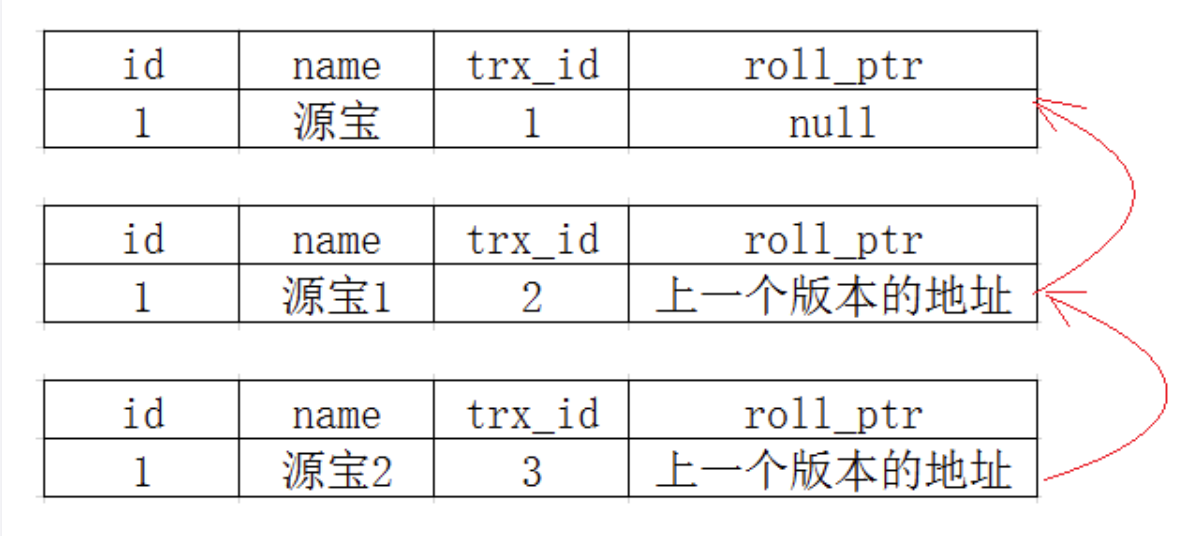 id name trx_id roll_ptr
1 源宝 1 null
id name trx_id roll_ptr
1 源宝1 2 上一个版本的地址
id name trx_id roll_ptr
1 源宝2 3 上一个版本的地址